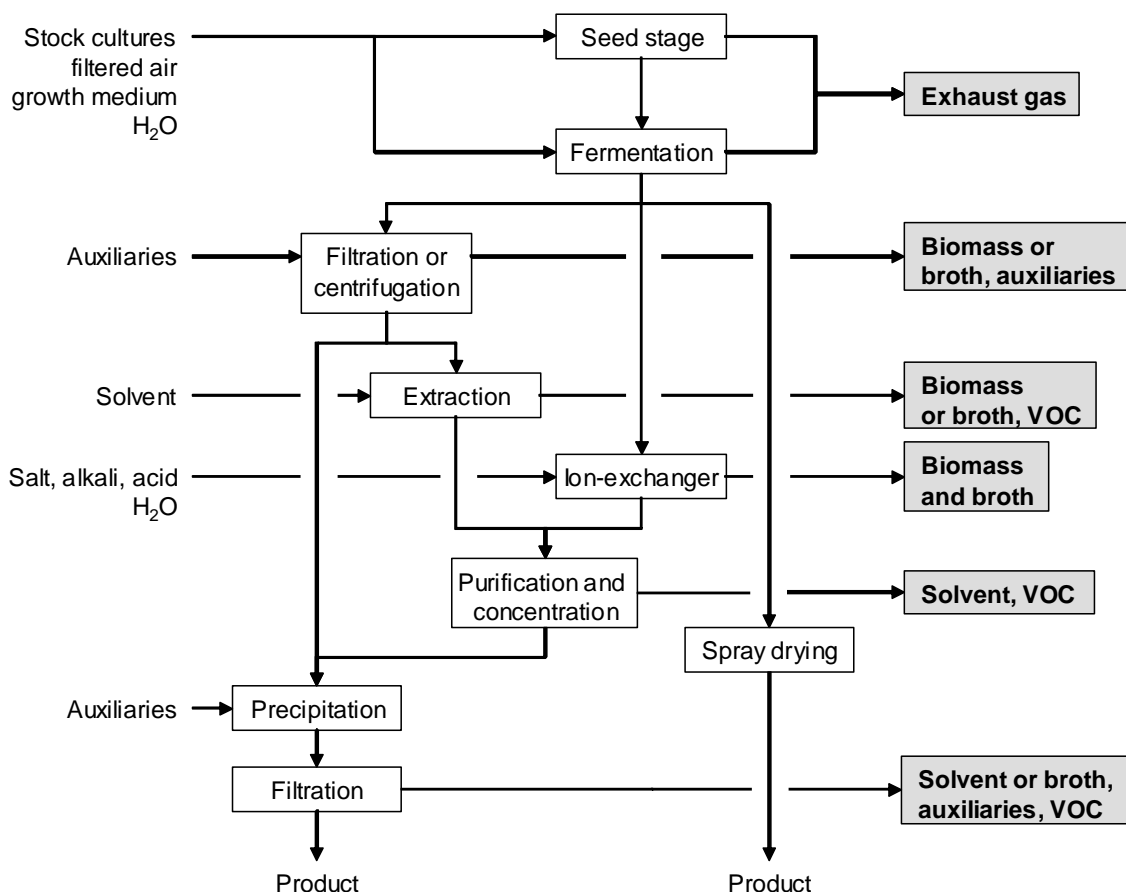 Stock cultures
filtered air
growth medium
H₂O
Seed stage
Exhaust gas
Fermentation
Auxiliaries
Filtration or
centrifugation
Biomass or
broth, auxiliaries
Solvent
Extraction
Biomass
or broth, VOC
Salt, alkali, acid
H₂O
Ion-exchanger
Biomass
and broth
Purification and
concentration
Solvent, VOC
Spray drying
Auxiliaries
Precipitation
Filtration
Solvent or broth,
auxiliaries, VOC
Product
Product